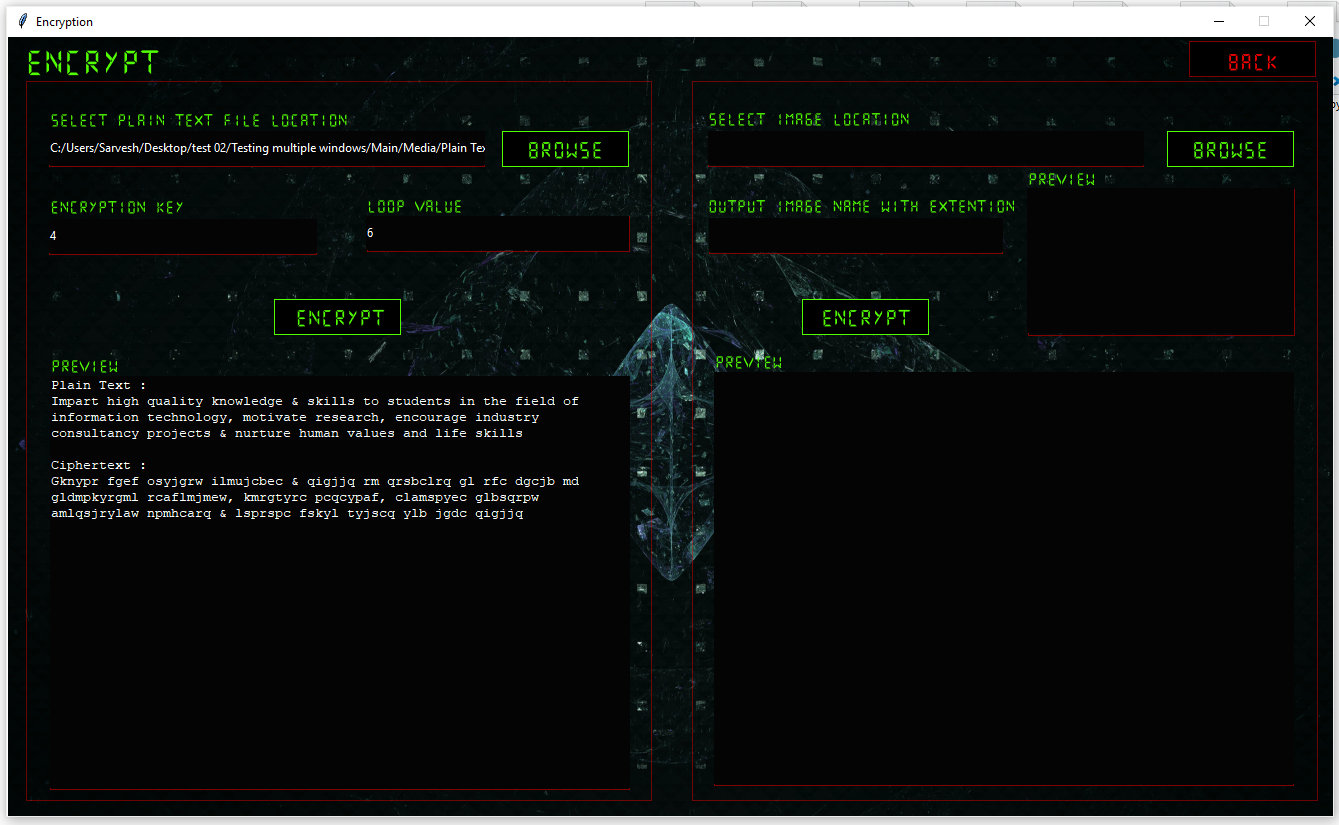 Encryption
ENCRYPT
BACK
SELECT PLAIN TEXT FILE LOCATION
C:/Users/Sarvesh/Desktop/test 02/Testing multiple windows/Main/Media/Plain Tex
BROWSE
ENCRYPTION KEY
4
LOOP VALUE
6
ENCRYPT
PREVIEW
Plain Text :
Impart high quality knowledge & skills to students in the field of
information technology, motivate research, encourage industry
consultancy projects & nurture human values and life skills
Ciphertext :
Gknypr fgef osyjgrw ilmujcbec & qigjjq rm qrsbclrq gl rfc dgcjb md
gldmpkyrgml rcaflmjmew, kmrgtyrc pcqcypaf, clamspyec glbsqrpw
amlqsjrylaw npmhcarq & lsprspc fskyl tyjscq ylb jgdc qigjjq
SELECT IMAGE LOCATION
BROWSE
PREVIEW
OUTPUT IMAGE NAME WITH EXTENTION
ENCRYPT
PREVIEW